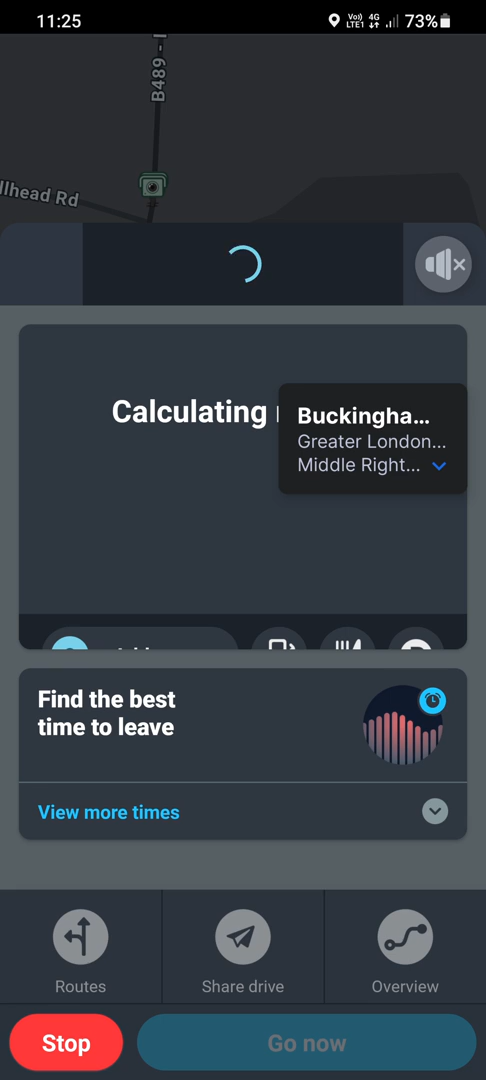 11:25
Vo)) LTE1 4G 73%
B489
llhead Rd
Calculating
Buckingha...
Greater London...
Middle Right...
Find the best
time to leave
View more times
Routes Share drive Overview
Stop Go now